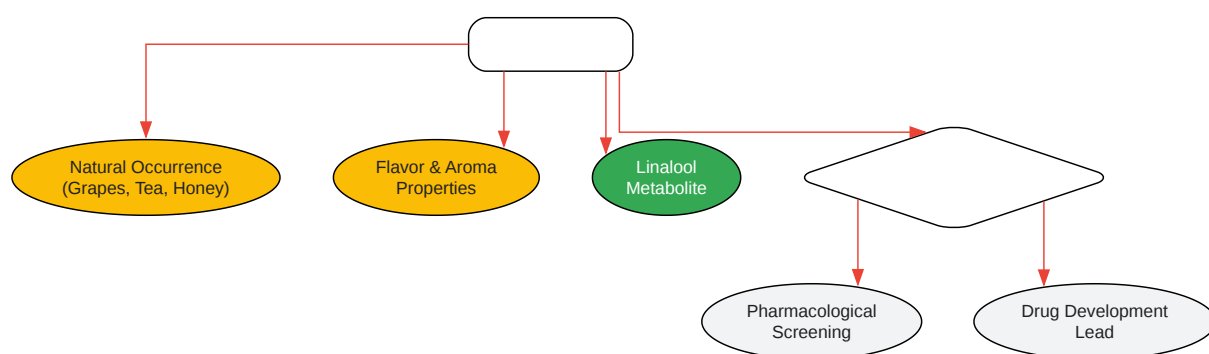 Natural Occurrence
(Grapes, Tea, Honey)
Flavor & Aroma
Properties
Linalool
Metabolite
Pharmacological
Screening
Drug Development
Lead